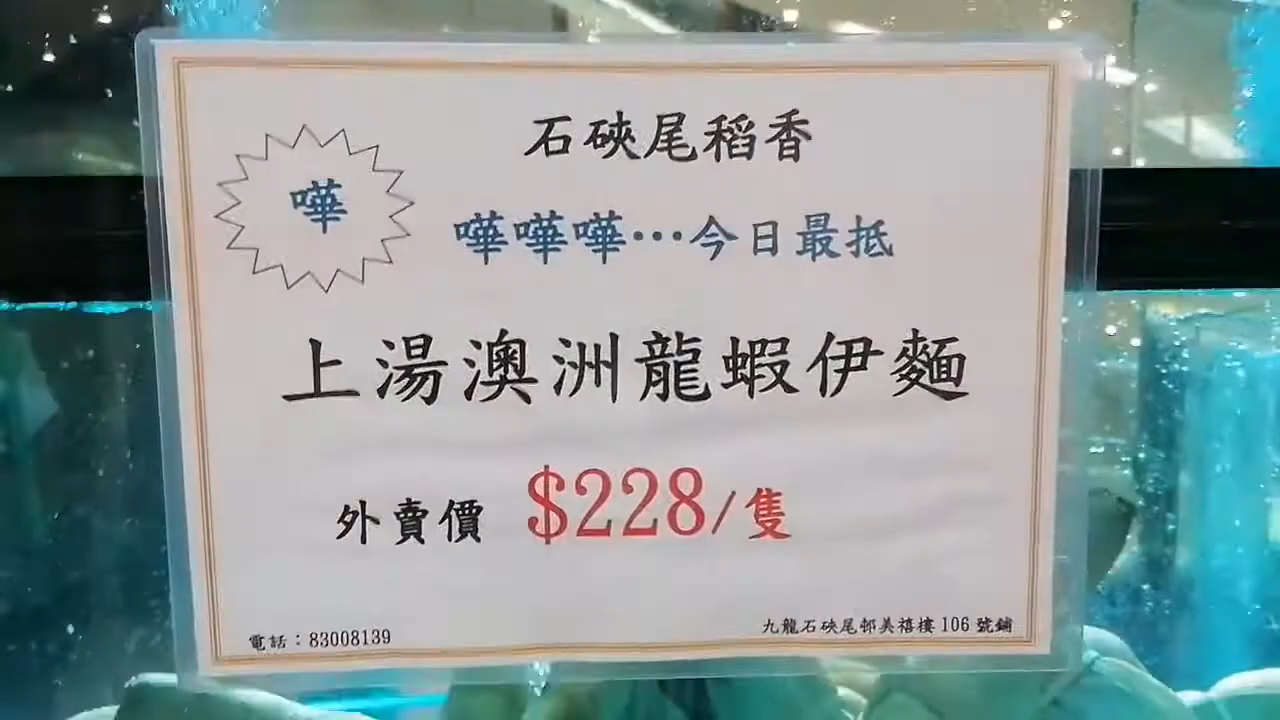 石硤尾稻香
嘩
嘩嘩嘩…今日最抵
上湯澳洲龍蝦伊麵
外賣價 $228/隻
電話：83008139
九龍石硤尾邨美禧樓106號鋪